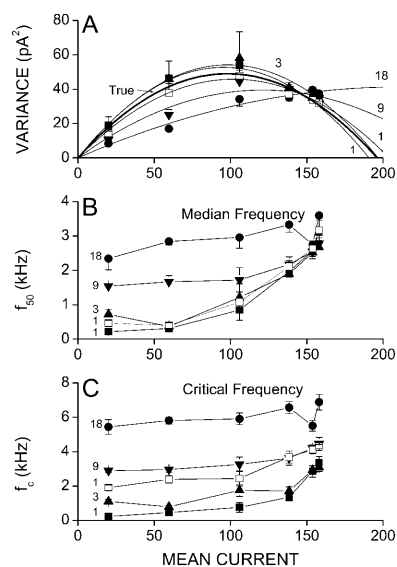 A
80
60
40
20
0
VARIANCE (pA²)
True
3
18
9
1
1
0 50 100 150 200
B
Median Frequency
4
3
2
1
0
f50 (kHz)
18
9
3
1
1
0 50 100 150 200
C
Critical Frequency
8
6
4
2
0
fc (kHz)
18
9
1
3
1
0 50 100 150 200
MEAN CURRENT